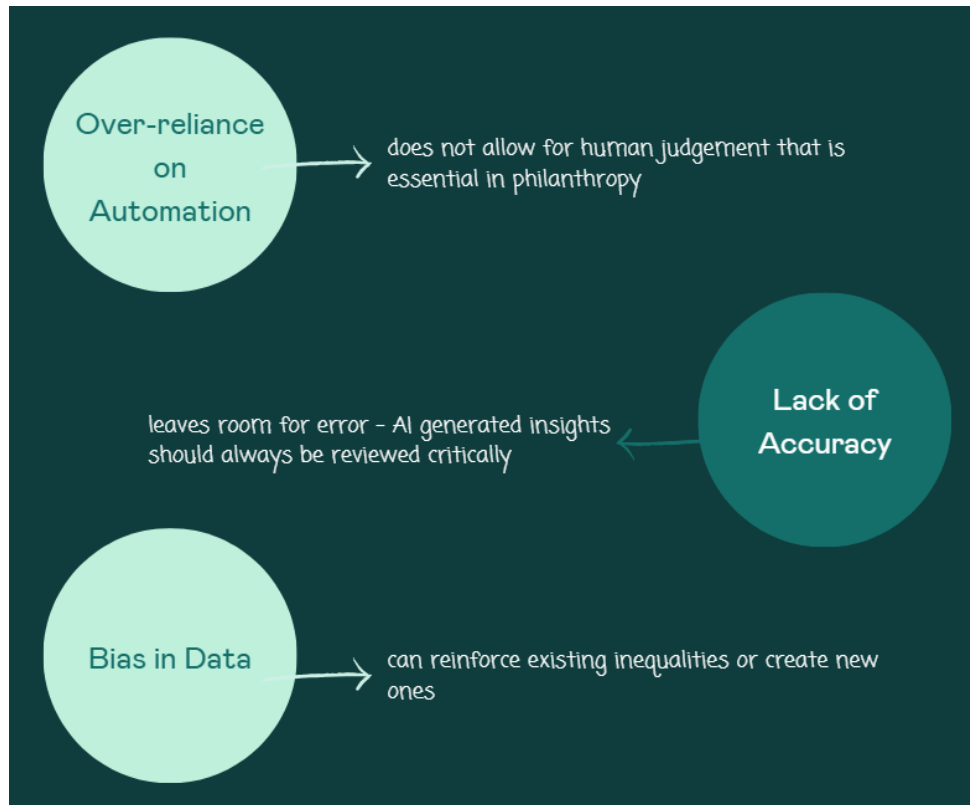 Over-reliance
on
Automation
does not allow for human judgement that is
essential in philanthropy
Lack of
Accuracy
leaves room for error - AI generated insights
should always be reviewed critically
Bias in Data
can reinforce existing inequalities or create new
ones